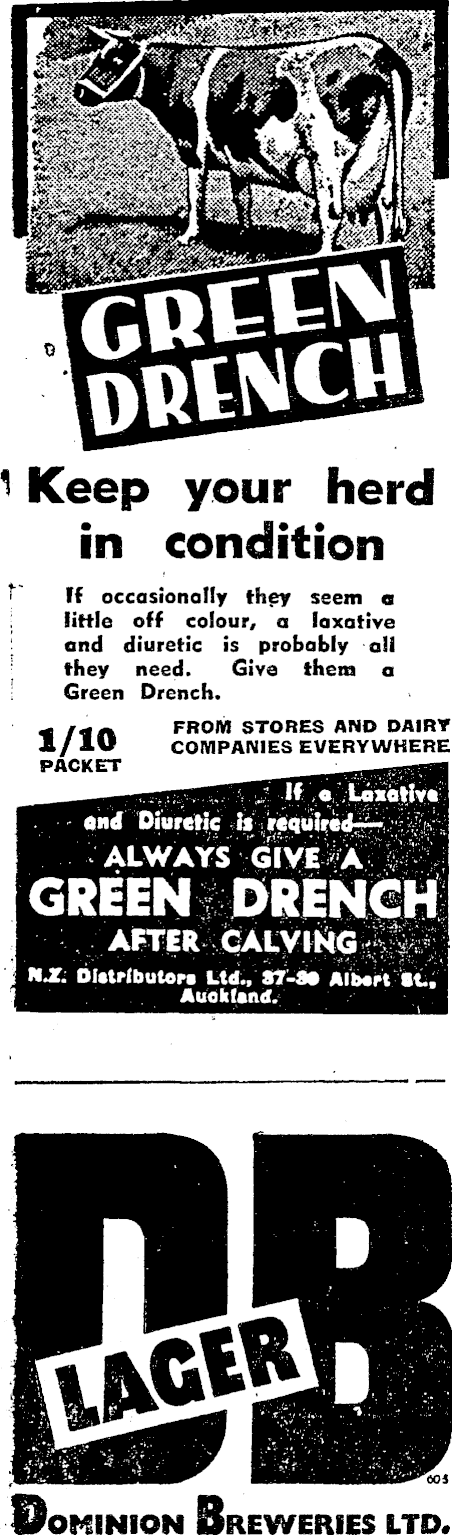 GREEN
DRENCH
Keep your herd
in condition
If occasionally they seem a
little off colour, a laxative
and diuretic is probably all
they need. Give them a
Green Drench.
1/10
PACKET
FROM STORES AND DAIRY
COMPANIES EVERYWHERE
If a Laxative
and Diuretic is required—
ALWAYS GIVE A
GREEN DRENCH
AFTER CALVING
N.Z. Distributors Ltd., 37-39 Albert St.,
Auckland.
DB
LAGER
605
DOMINION BREWERIES LTD.